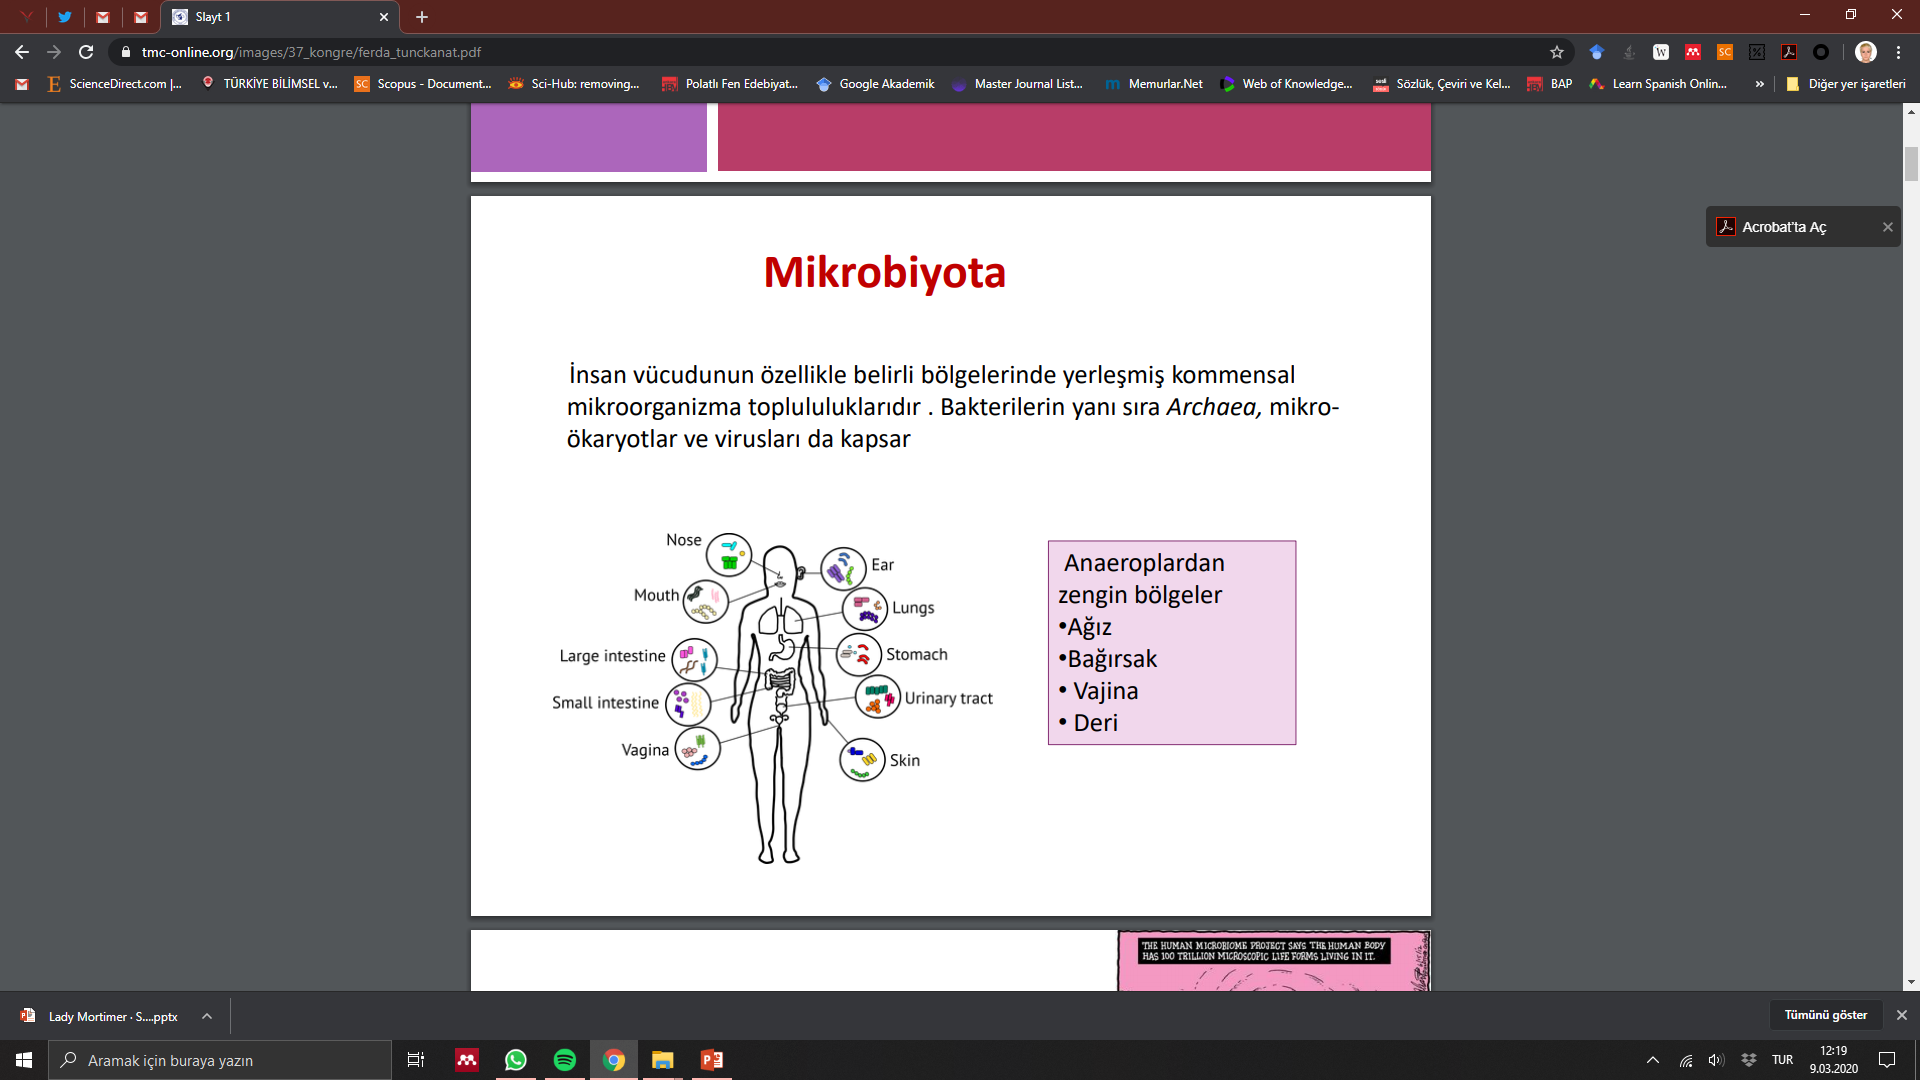 Slayt 1
tmc-online.org/images/37_kongre/ferda_tunckanat.pdf
ScienceDirect.com |...
TÜRKİYE BİLİMSEL v...
Scopus - Document...
Sci-Hub: removing...
Polatlı Fen Edebiyat...
Google Akademik
Master Journal List...
Memurlar.Net
Web of Knowledge...
Sözlük, Çeviri ve Kel...
BAP
Learn Spanish Onlin...
»
Diğer yer işaretleri
Acrobat'ta Aç
Mikrobiyota
İnsan vücudunun özellikle belirli bölgelerinde yerleşmiş kommensal
mikroorganizma toplululuklarıdır . Bakterilerin yanı sıra Archaea, mikro-
ökaryotlar ve virusları da kapsar
Nose
Mouth
Large intestine
Small intestine
Vagina
Ear
Lungs
Stomach
Urinary tract
Skin
Anaeroplardan
zengin bölgeler
•Ağız
•Bağırsak
• Vajina
• Deri
THE HUMAN MICROBIOME PROJECT SAYS THE HUMAN BODY
HAS 100 TRILLION MICROSCOPIC LIFE FORMS LIVING IN IT.
Lady Mortimer · S....pptx
Tümünü göster
Aramak için buraya yazın
TUR
12:19
9.03.2020